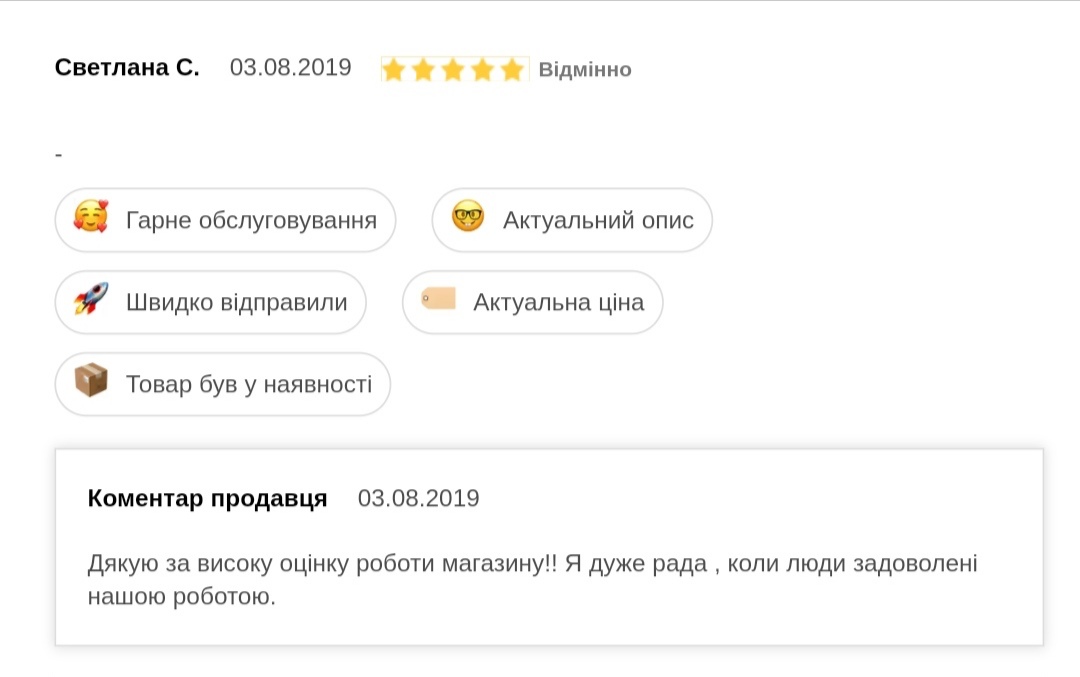 Светлана С. 03.08.2019 Відмінно
-
Гарне обслуговування Актуальний опис
Швидко відправили Актуальна ціна
Товар був у наявності
Коментар продавця 03.08.2019
Дякую за високу оцінку роботи магазину!! Я дуже рада , коли люди задоволені
нашою роботою.